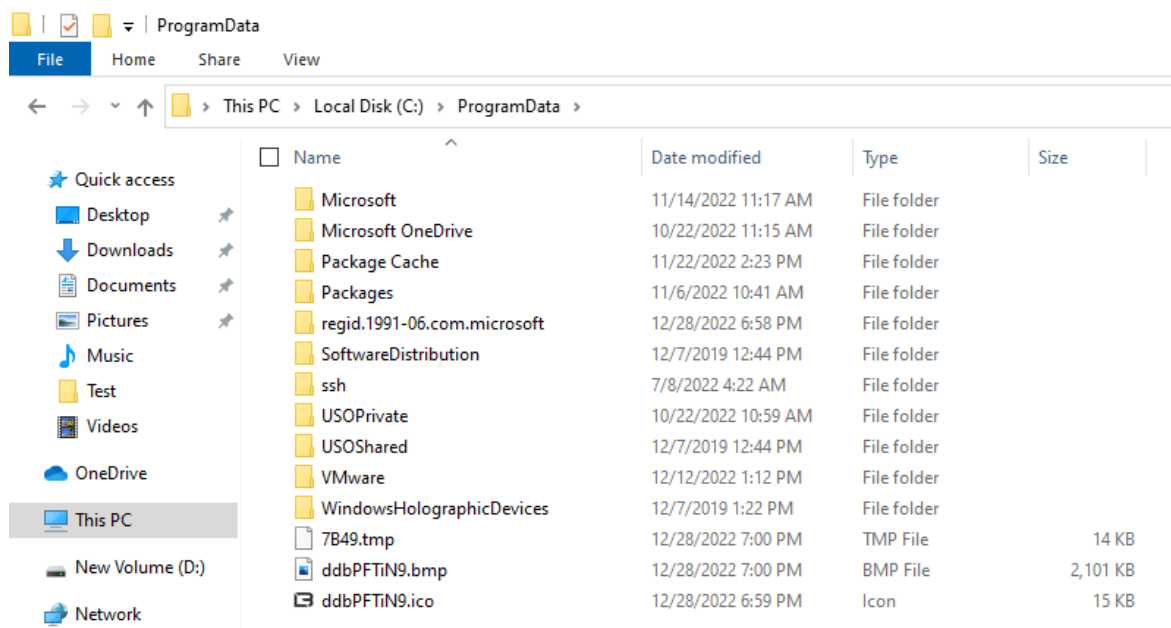 ProgramData
File Home Share View
This PC > Local Disk (C:) > ProgramData >
Name Date modified Type Size
Quick access
Desktop
Downloads
Documents
Pictures
Music
Test
Videos
OneDrive
This PC
New Volume (D:)
Network
Microsoft 11/14/2022 11:17 AM File folder
Microsoft OneDrive 10/22/2022 11:15 AM File folder
Package Cache 11/22/2022 2:23 PM File folder
Packages 11/6/2022 10:41 AM File folder
regid.1991-06.com.microsoft 12/28/2022 6:58 PM File folder
SoftwareDistribution 12/7/2019 12:44 PM File folder
ssh 7/8/2022 4:22 AM File folder
USOPrivate 10/22/2022 10:59 AM File folder
USOShared 12/7/2019 12:44 PM File folder
VMware 12/12/2022 1:12 PM File folder
WindowsHolographicDevices 12/7/2019 1:22 PM File folder
7B49.tmp 12/28/2022 7:00 PM TMP File 14 KB
ddbPFTiN9.bmp 12/28/2022 7:00 PM BMP File 2,101 KB
ddbPFTiN9.ico 12/28/2022 6:59 PM Icon 15 KB